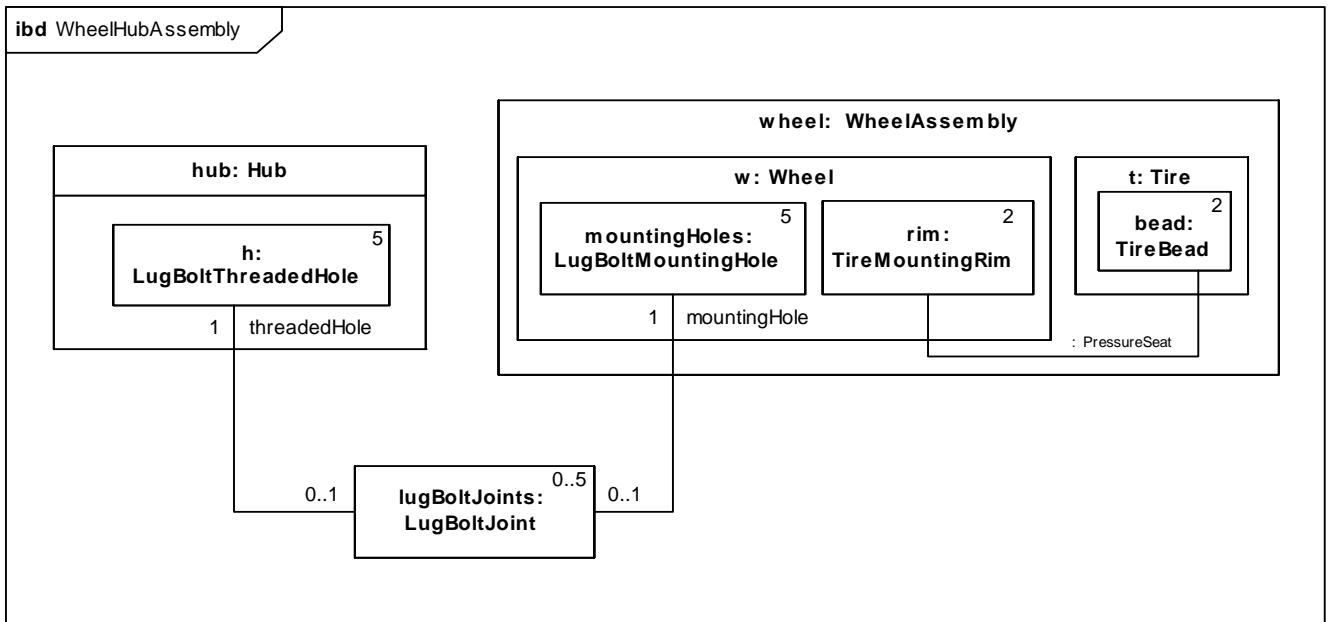 ibd WheelHubAssembly
wheel: WheelAssembly
hub: Hub
w: Wheel
t: Tire
5
h:
LugBoltThreadedHole
5
mountingHoles:
LugBoltMountingHole
2
rim:
TireMountingRim
2
bead:
TireBead
1 threadedHole
1 mountingHole
: PressureSeat
0..1
0..5
lugBoltJoints:
LugBoltJoint
0..1